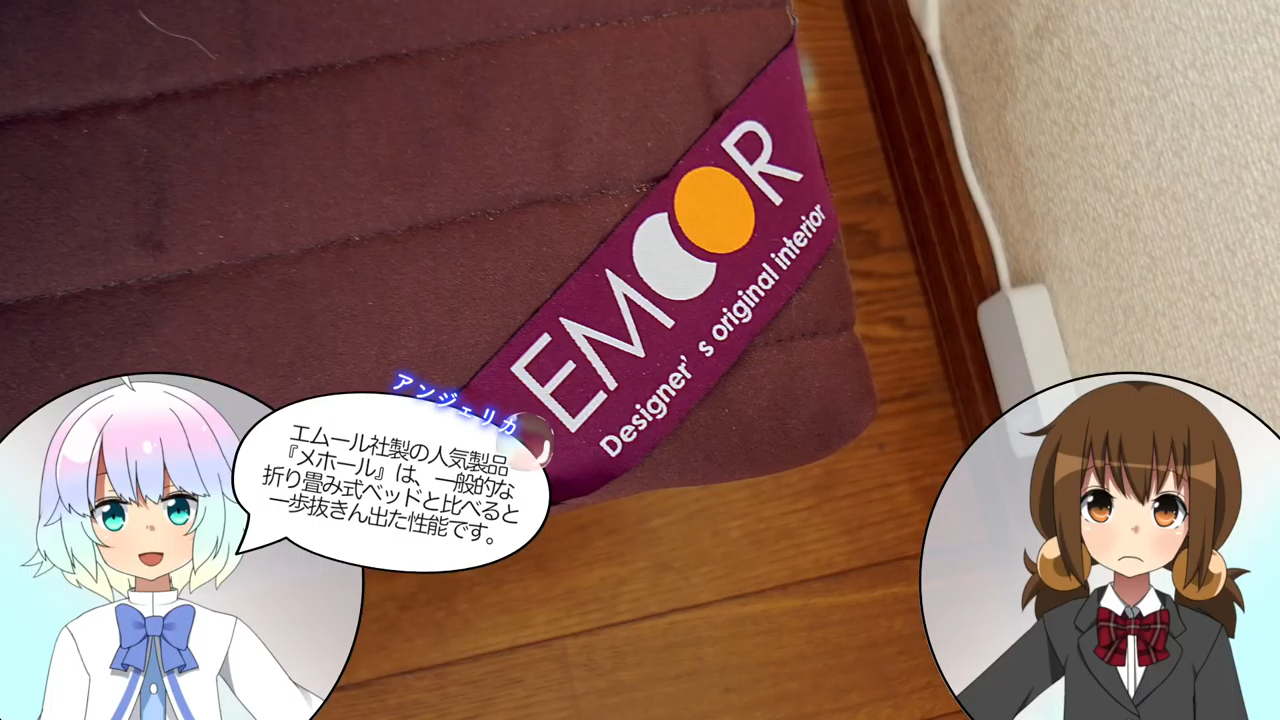 EMOOR
Designer's original interior
アンジェリカ
エムール社製の人気製品
『メホール』は、一般的な
折り畳み式ベッドと比べると
一歩抜きん出た性能です。